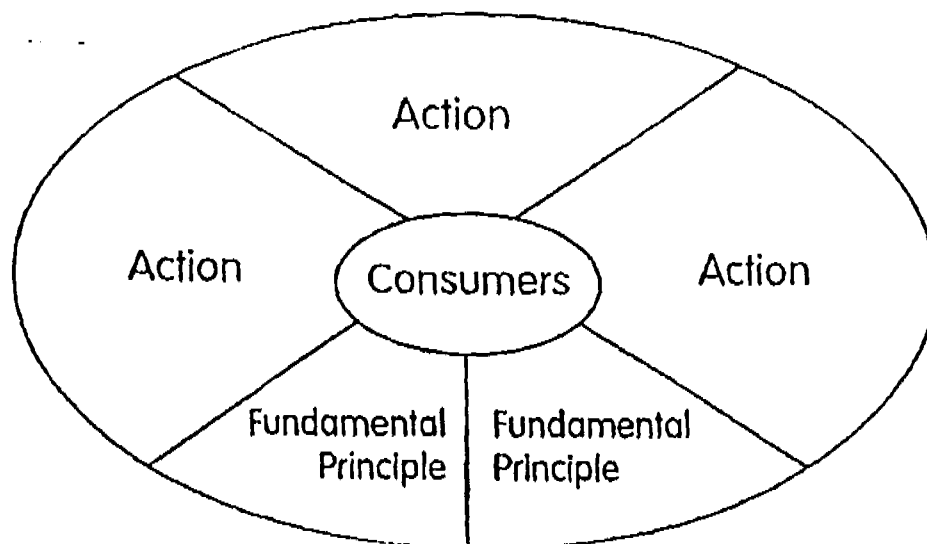 Action
Action
Consumers
Action
Fundamental
Principle
Fundamental
Principle